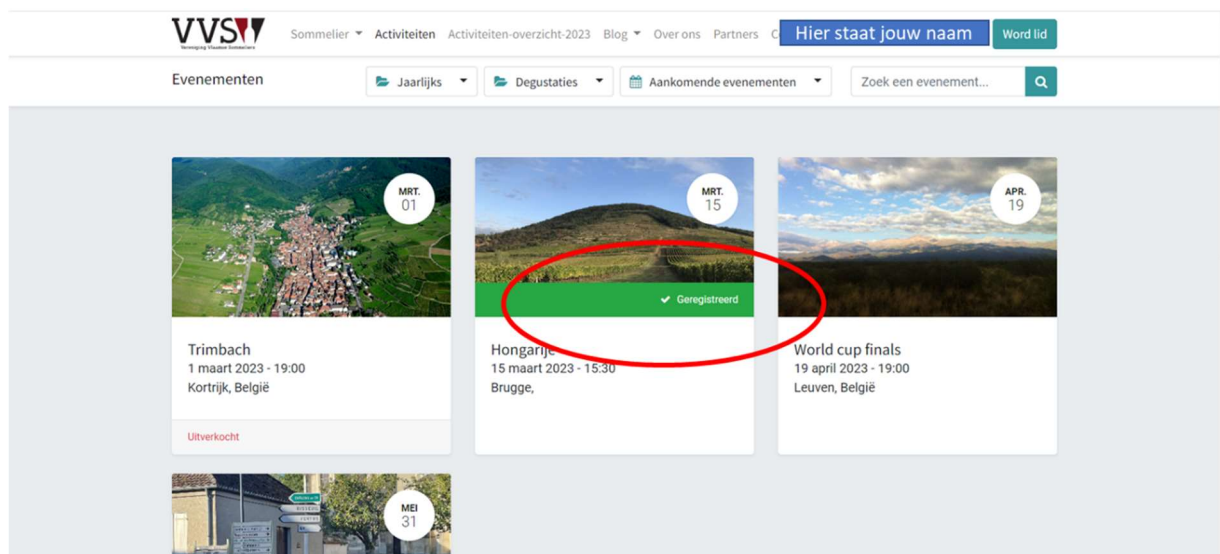 VVS
Vereniging Vlaamse Sommeliers
Sommelier Activiteiten Activiteiten-overzicht-2023 Blog Over ons Partners C Hier staat jouw naam Word lid
Evenementen Jaarlijks Degustaties Aankomende evenementen Zoek een evenement...
MRT.
01
MRT.
15
APR.
19
Geregistreerd
Trimbach
1 maart 2023 - 19:00
Kortrijk, België
Uitverkocht
Hongarije
15 maart 2023 - 15:30
Brugge,
World cup finals
19 april 2023 - 19:00
Leuven, België
MEI
31